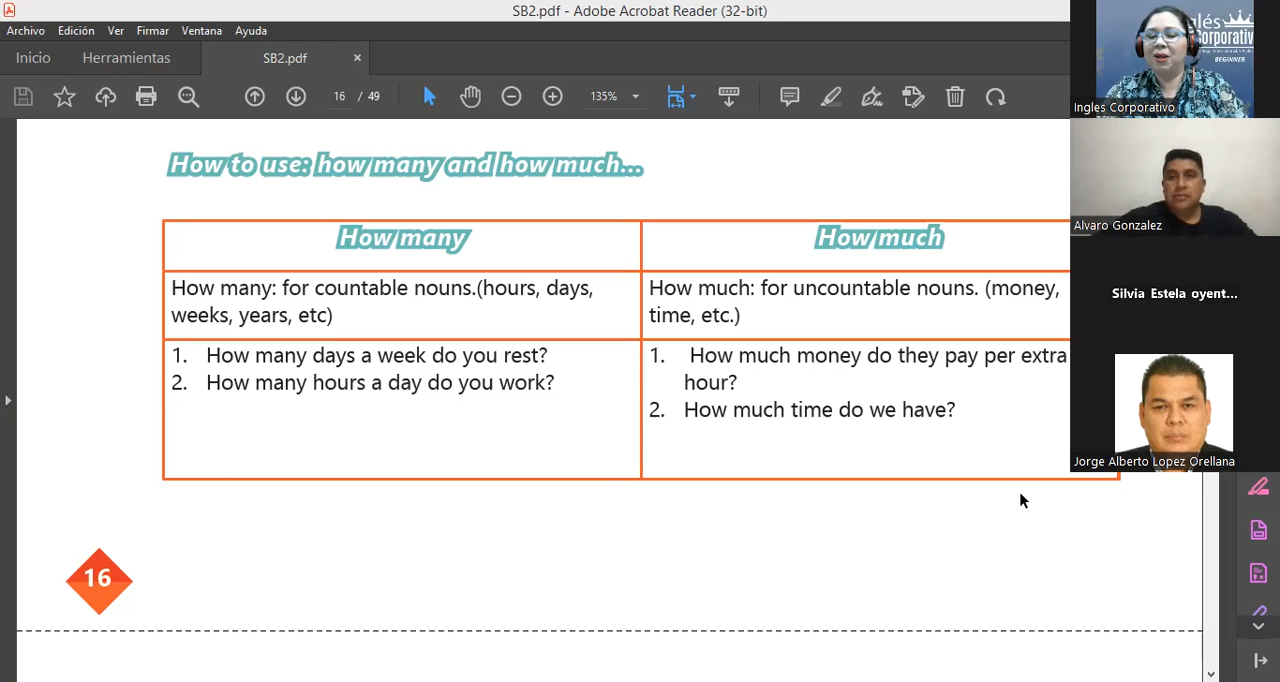 SB2.pdf - Adobe Acrobat Reader (32-bit)
Archivo Edición Ver Firmar Ventana Ayuda
Inicio Herramientas SB2.pdf ×
16 / 49 135%
How to use: how many and how much...
How many
How much
How many: for countable nouns.(hours, days,
weeks, years, etc)
How much: for uncountable nouns. (money,
time, etc.)
1. How many days a week do you rest?
2. How many hours a day do you work?
1. How much money do they pay per extra
hour?
2. How much time do we have?
16
BEGINNER
Ingles Corporativo
Alvaro Gonzalez
Silvia Estela oyent...
Jorge Alberto Lopez Orellana